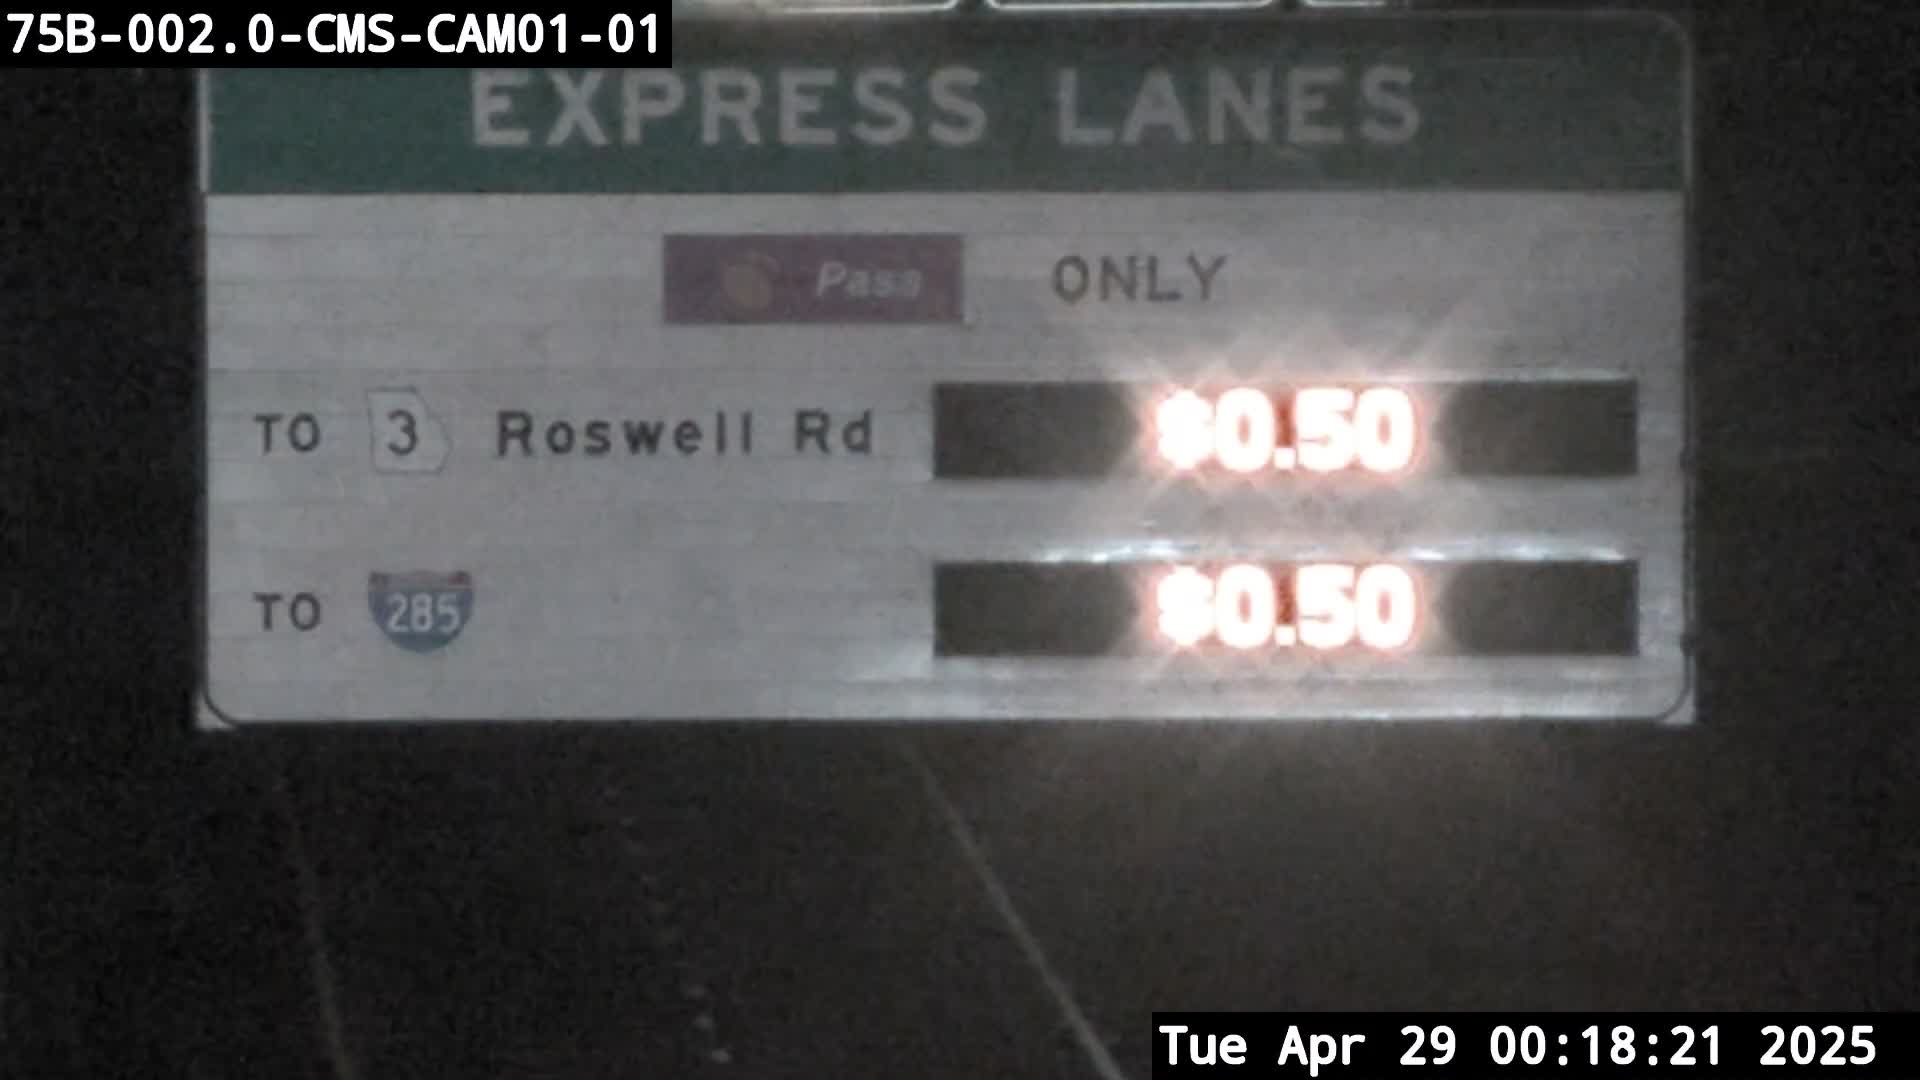 75B-002.0-CMS-CAM01-01
EXPRESS LANES
Pass ONLY
TO 3 Roswell Rd $0.50
TO 285 $0.50
Tue Apr 29 00:18:21 2025